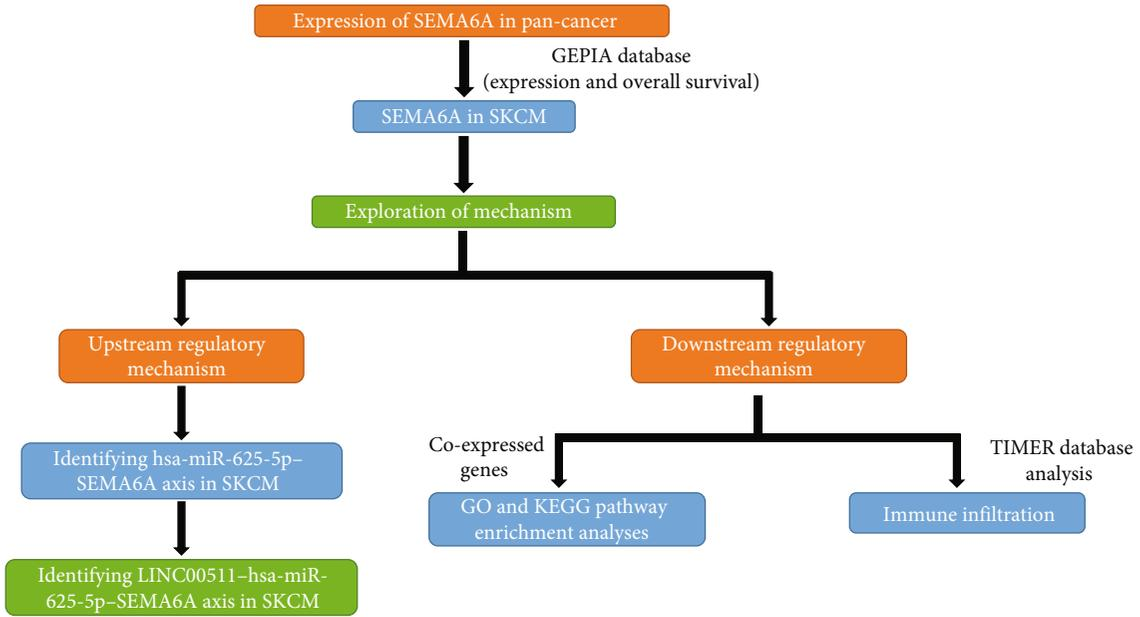 Expression of SEMA6A in pan-cancer
GEPIA database
(expression and overall survival)
SEMA6A in SKCM
Exploration of mechanism
Upstream regulatory
mechanism
Downstream regulatory
mechanism
Identifying hsa-miR-625-5p–
SEMA6A axis in SKCM
Identifying LINC00511–hsa-miR-
625-5p–SEMA6A axis in SKCM
Co-expressed
genes
GO and KEGG pathway
enrichment analyses
TIMER database
analysis
Immune infiltration